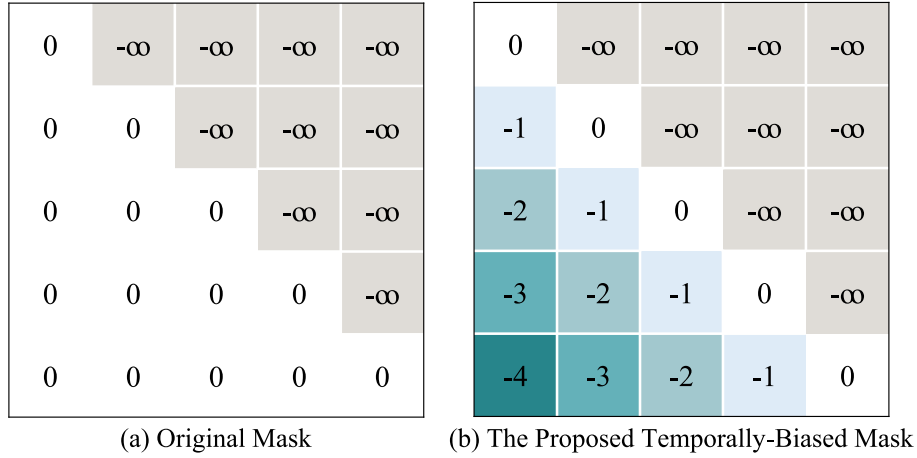 0 -∞ -∞ -∞ -∞
0 0 -∞ -∞ -∞
0 0 0 -∞ -∞
0 0 0 0 -∞
0 0 0 0 0
(a) Original Mask
0 -∞ -∞ -∞ -∞
-1 0 -∞ -∞ -∞
-2 -1 0 -∞ -∞
-3 -2 -1 0 -∞
-4 -3 -2 -1 0
(b) The Proposed Temporally-Biased Mask